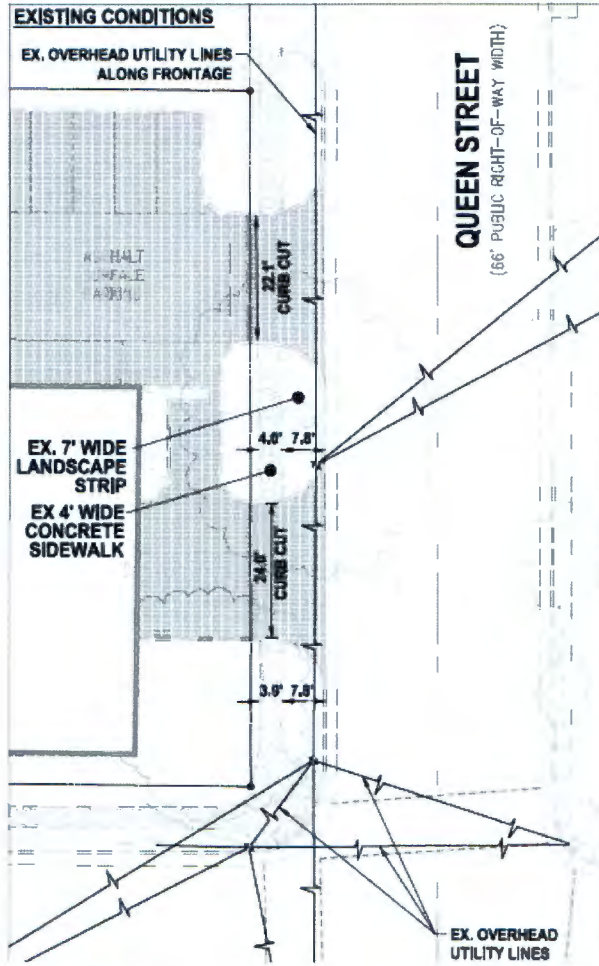 EXISTING CONDITIONS
EX. OVERHEAD UTILITY LINES
ALONG FRONTAGE
QUEEN STREET
(66' PUBLIC RIGHT-OF-WAY WIDTH)
22.1'
CURB CUT
EX. 7' WIDE
LANDSCAPE
STRIP
4.0' 7.8'
EX 4' WIDE
CONCRETE
SIDEWALK
24.0'
CURB CUT
3.9' 7.8'
EX. OVERHEAD
UTILITY LINES